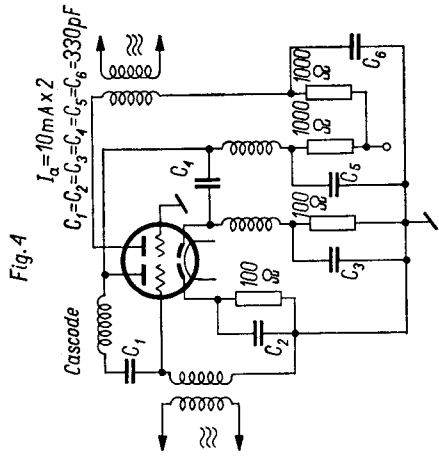 Fig. 4
Cascode
Iₐ=10mA×2
C₁=C₂=C₃=C₄=C₅=C₆=330pF
C₁
C₄
C₂
100
Ω
C₃
100
Ω
C₅
1000
Ω
1000
Ω
C₆